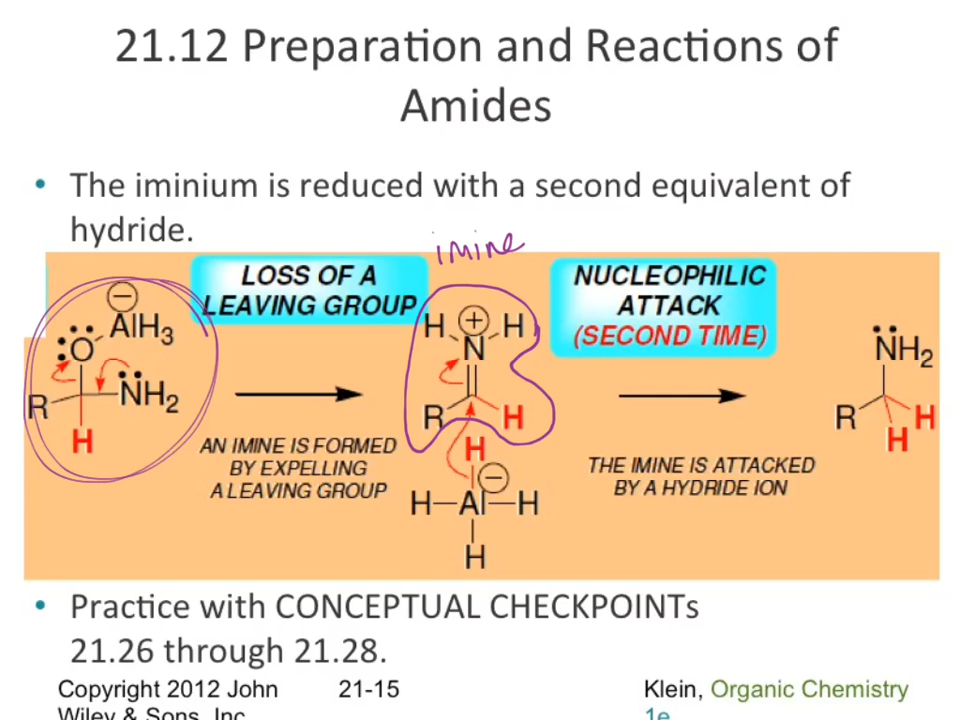 21.12 Preparation and Reactions of
Amides
• The iminium is reduced with a second equivalent of
hydride.
imine
LOSS OF A
LEAVING GROUP
NUCLEOPHILIC
ATTACK
(SECOND TIME)
AlH3
O
NH2
R
H
AN IMINE IS FORMED
BY EXPELLING
A LEAVING GROUP
H + H
N
R H
H
H–Al–H
H
THE IMINE IS ATTACKED
BY A HYDRIDE ION
NH2
R H
H
• Practice with CONCEPTUAL CHECKPOINTs
21.26 through 21.28.
Copyright 2012 John
Wiley & Sons, Inc
21-15
Klein, Organic Chemistry
1e